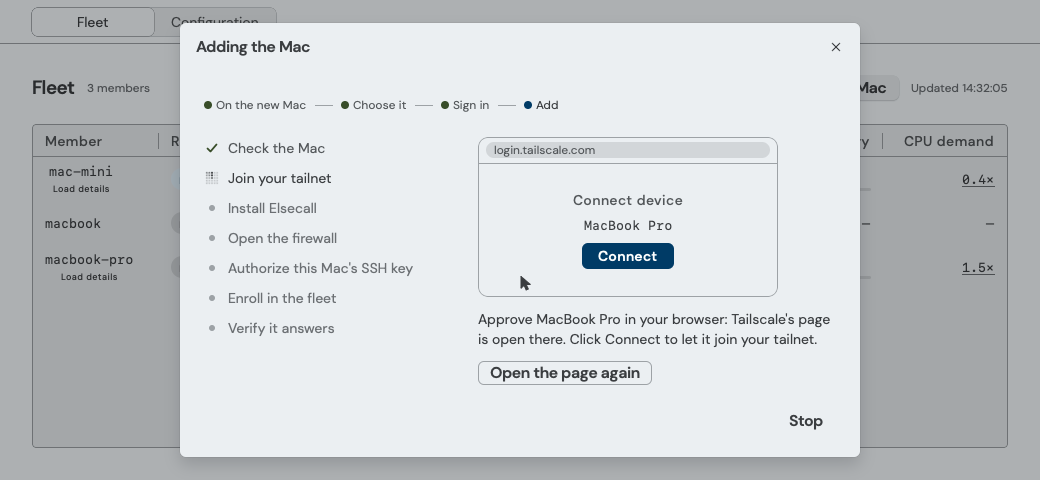 Fleet
Configuration
Adding the Mac
Fleet 3 members
Mac Updated 14:32:05
On the new Mac
Choose it
Sign in
Add
Member
CPU demand
Check the Mac
login.tailscale.com
mac-mini
Load details
0.4×
Join your tailnet
Connect device
Install Elsecall
macbook
—
—
MacBook Pro
Open the firewall
Connect
macbook-pro
Load details
1.5×
Authorize this Mac's SSH key
Enroll in the fleet
Verify it answers
Approve MacBook Pro in your browser: Tailscale's page
is open there. Click Connect to let it join your tailnet.
Open the page again
Stop